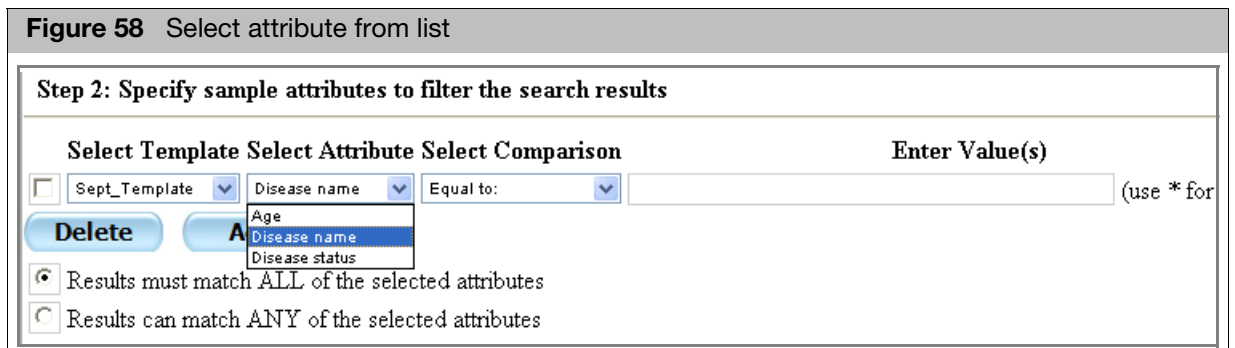 Figure 58 Select attribute from list
Step 2: Specify sample attributes to filter the search results
Select Template Select Attribute Select Comparison Enter Value(s)
Sept_Template Disease name Equal to: (use * for
Age
Delete A Disease name
Disease status
Results must match ALL of the selected attributes
Results can match ANY of the selected attributes